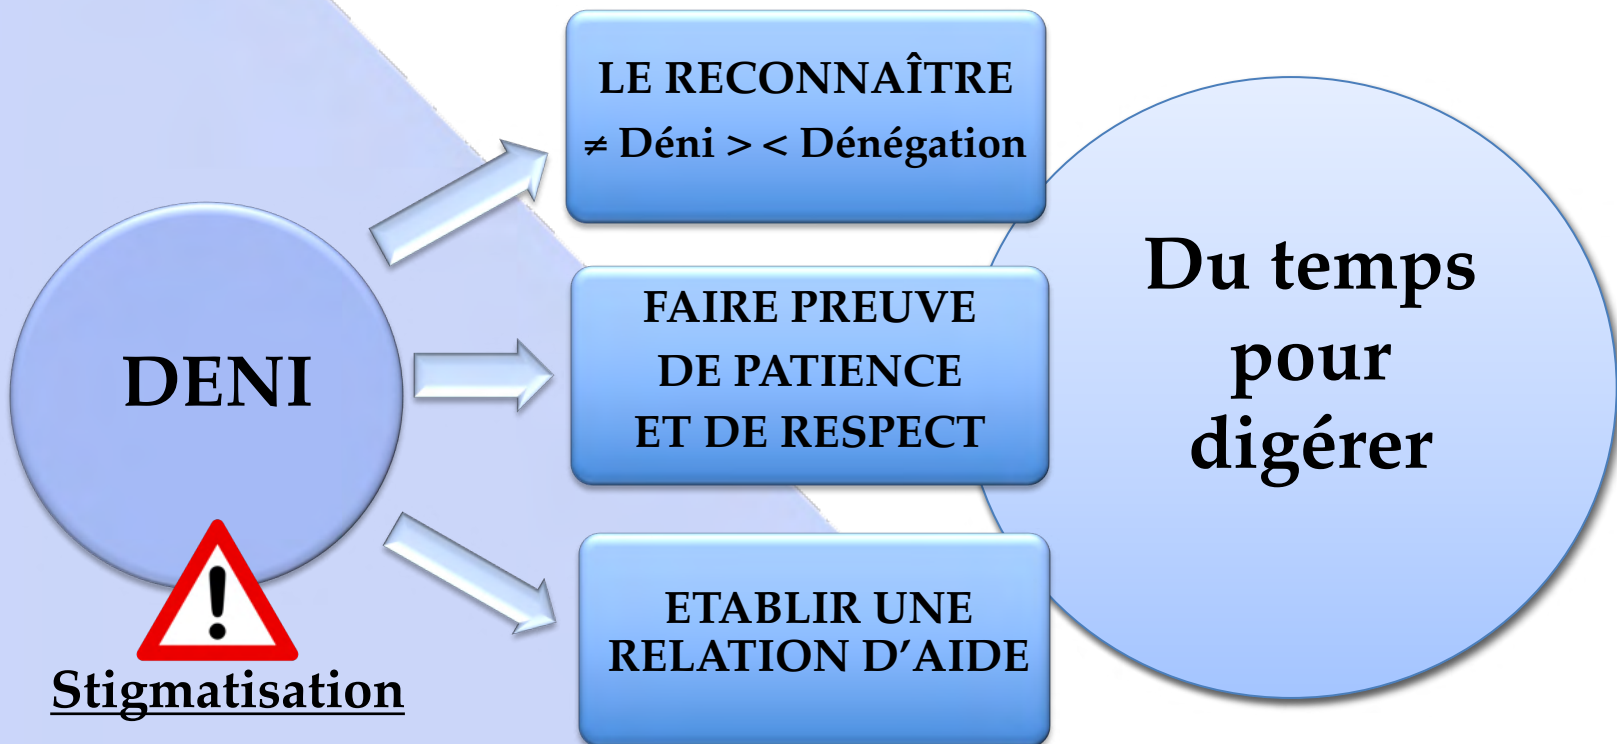 DENI
Stigmatisation
LE RECONNAÎTRE
≠ Déni > < Dénégation
FAIRE PREUVE
DE PATIENCE
ET DE RESPECT
ETABLIR UNE
RELATION D’AIDE
Du temps
pour
digérer